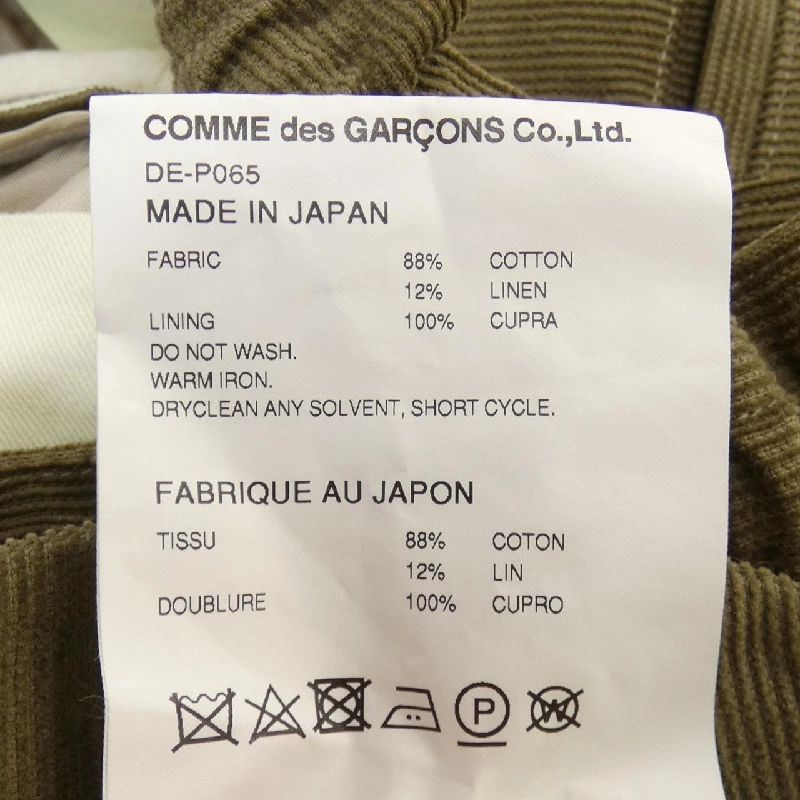 COMME des GARÇONS Co.,Ltd.
DE-P065
MADE IN JAPAN
FABRIC 88% COTTON
12% LINEN
LINING 100% CUPRA
DO NOT WASH.
WARM IRON.
DRYCLEAN ANY SOLVENT, SHORT CYCLE.
FABRIQUE AU JAPON
TISSU 88% COTON
12% LIN
DOUBLURE 100% CUPRO
P W